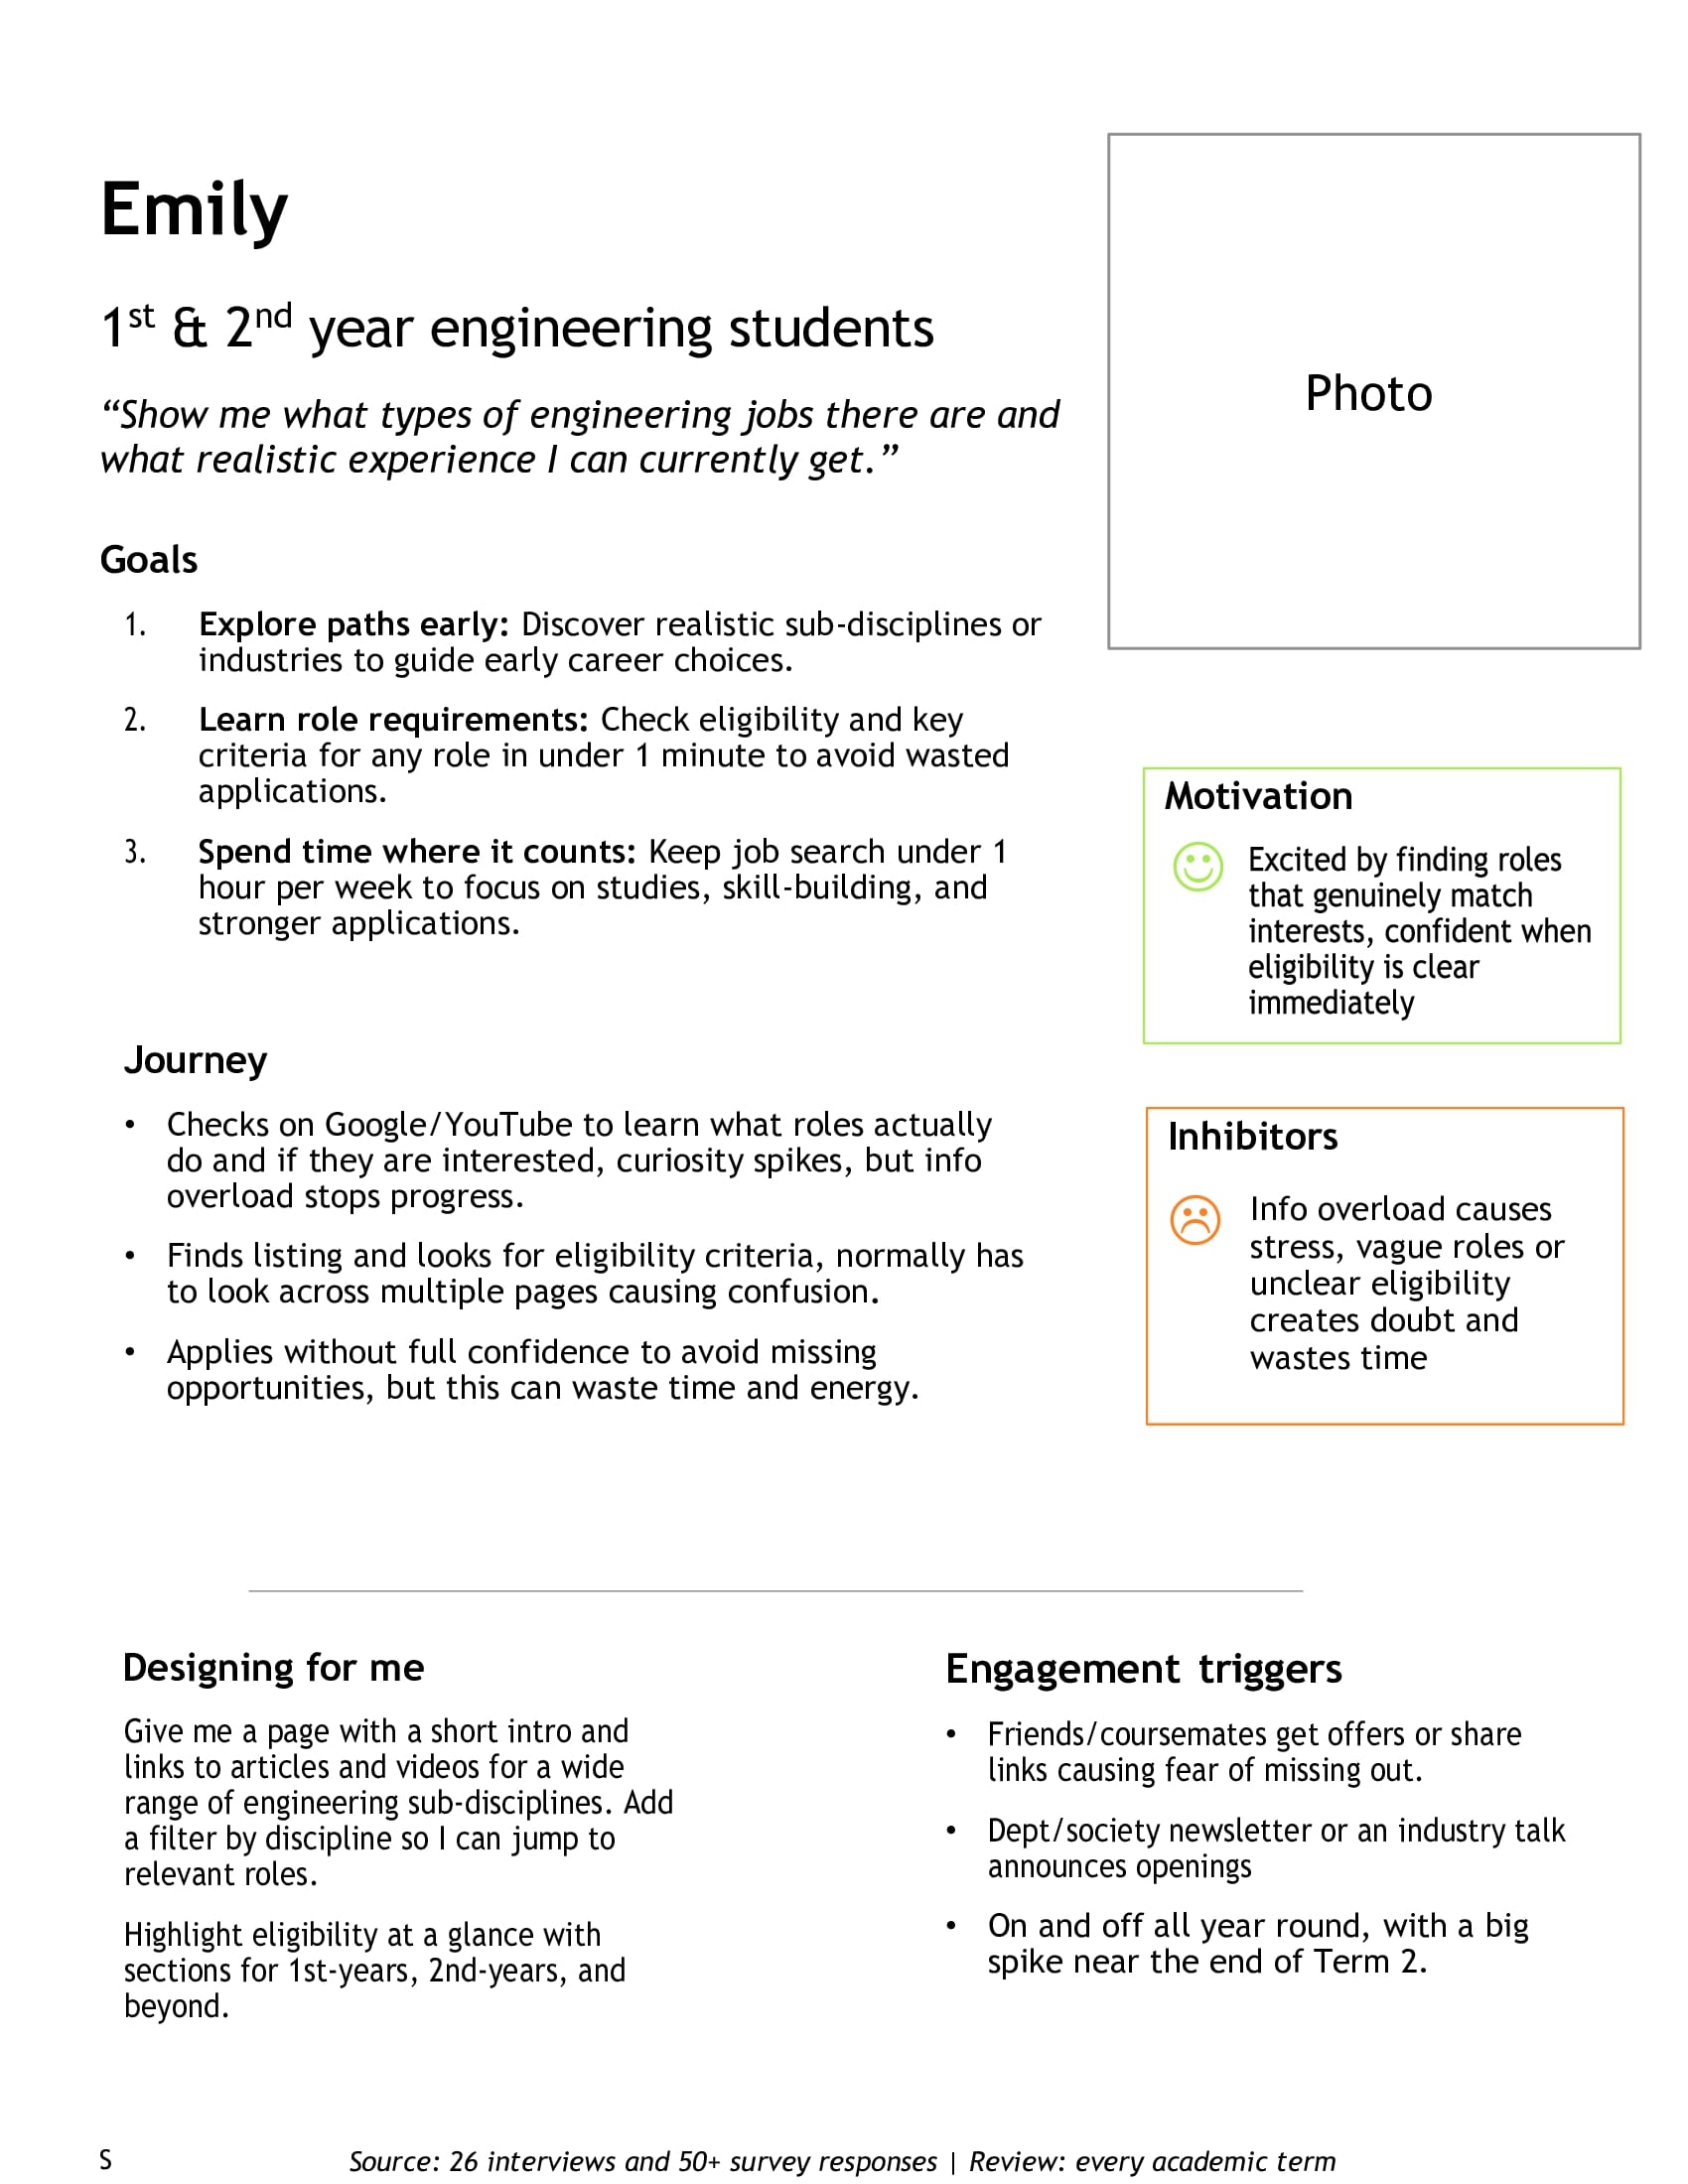 Emily
1st & 2nd year engineering students
“Show me what types of engineering jobs there are and
what realistic experience I can currently get.”
Photo
Goals
1. Explore paths early: Discover realistic sub-disciplines or
industries to guide early career choices.
2. Learn role requirements: Check eligibility and key
criteria for any role in under 1 minute to avoid wasted
applications.
3. Spend time where it counts: Keep job search under 1
hour per week to focus on studies, skill-building, and
stronger applications.
Motivation
Excited by finding roles
that genuinely match
interests, confident when
eligibility is clear
immediately
Journey
• Checks on Google/YouTube to learn what roles actually
do and if they are interested, curiosity spikes, but info
overload stops progress.
• Finds listing and looks for eligibility criteria, normally has
to look across multiple pages causing confusion.
• Applies without full confidence to avoid missing
opportunities, but this can waste time and energy.
Inhibitors
Info overload causes
stress, vague roles or
unclear eligibility
creates doubt and
wastes time
Designing for me
Give me a page with a short intro and
links to articles and videos for a wide
range of engineering sub-disciplines. Add
a filter by discipline so I can jump to
relevant roles.
Highlight eligibility at a glance with
sections for 1st-years, 2nd-years, and
beyond.
Engagement triggers
• Friends/coursemates get offers or share
links causing fear of missing out.
• Dept/society newsletter or an industry talk
announces openings
• On and off all year round, with a big
spike near the end of Term 2.
S
Source: 26 interviews and 50+ survey responses | Review: every academic term